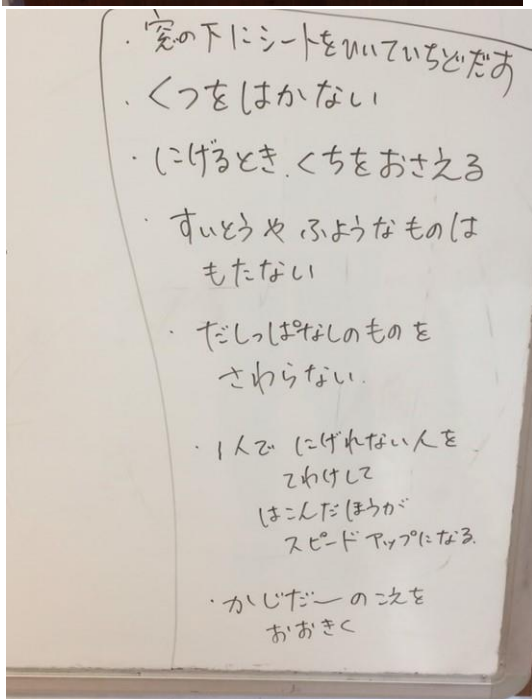 ・窓の下にシートをひいていちどだす
・くつをはかない
・にげるとき、くちをおさえる
・すいとうや ふようなものは
もたない
・だしっぱなしのものを
さわらない.
・1人で にげれない人を
てわけして
はこんだほうが
スピードアップになる.
・かじだーのこえを
おおきく